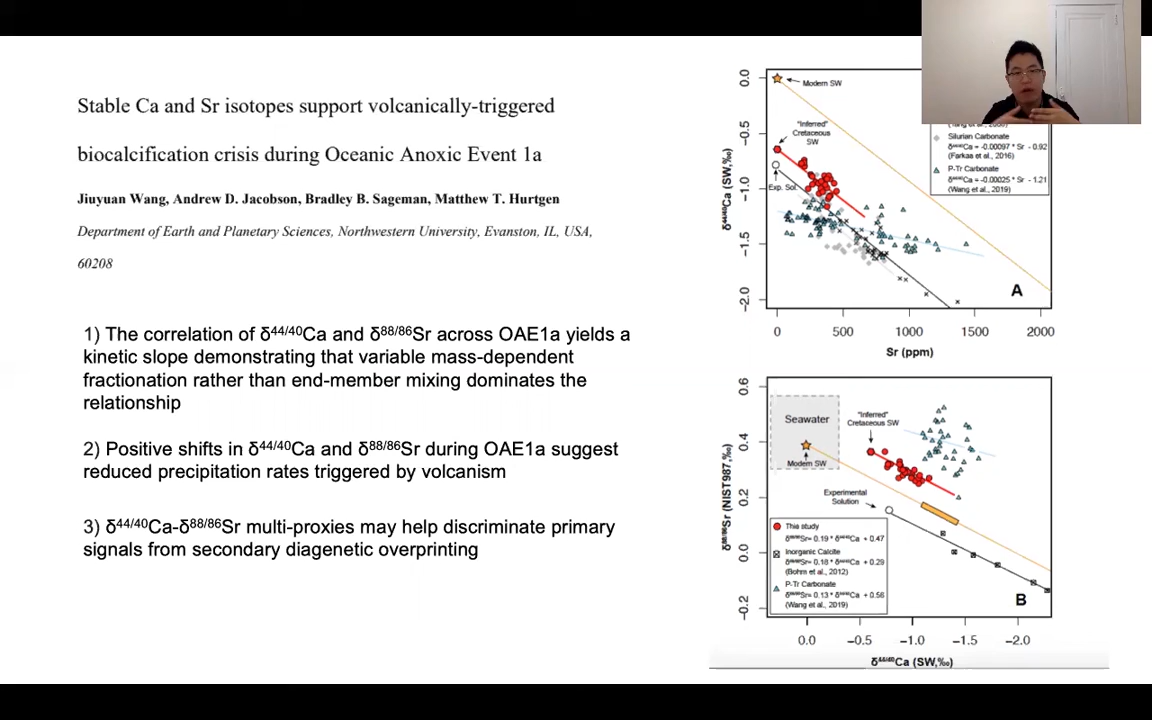 Stable Ca and Sr isotopes support volcanically-triggered
biocalcification crisis during Oceanic Anoxic Event 1a
Jiuyuan Wang, Andrew D. Jacobson, Bradley B. Sageman, Matthew T. Hurtgen
Department of Earth and Planetary Sciences, Northwestern University, Evanston, IL, USA,
60208
1) The correlation of δ44/40Ca and δ88/86Sr across OAE1a yields a
kinetic slope demonstrating that variable mass-dependent
fractionation rather than end-member mixing dominates the
relationship
2) Positive shifts in δ44/40Ca and δ88/86Sr during OAE1a suggest
reduced precipitation rates triggered by volcanism
3) δ44/40Ca-δ88/86Sr multi-proxies may help discriminate primary
signals from secondary diagenetic overprinting
δ44/40Ca (SW,‰)
0.0
−0.5
−1.0
−1.5
−2.0
Modern SW
"Inferred"
Cretaceous
SW
Exp. Sol.
Silurian Carbonate
δ44/40Ca = -0.00097 * Sr - 0.92
(Farkas et al., 2016)
P-Tr Carbonate
δ44/40Ca = -0.00025 * Sr - 1.21
(Wang et al., 2019)
A
0
500
1000
1500
2000
Sr (ppm)
δ88/86Sr (NIST987,‰)
0.6
0.4
0.2
0.0
−0.2
Seawater
Modern SW
"Inferred"
Cretaceous SW
Experimental
Solution
This study
δ88/86Sr= 0.19 * δ44/40Ca + 0.47
Inorganic Calcite
δ88/86Sr= 0.18 * δ44/40Ca + 0.29
(Bohm et al., 2012)
P-Tr Carbonate
δ88/86Sr= 0.13 * δ44/40Ca + 0.56
(Wang et al., 2019)
B
0.0
−0.5
−1.0
−1.5
−2.0
δ44/40Ca (SW,‰)